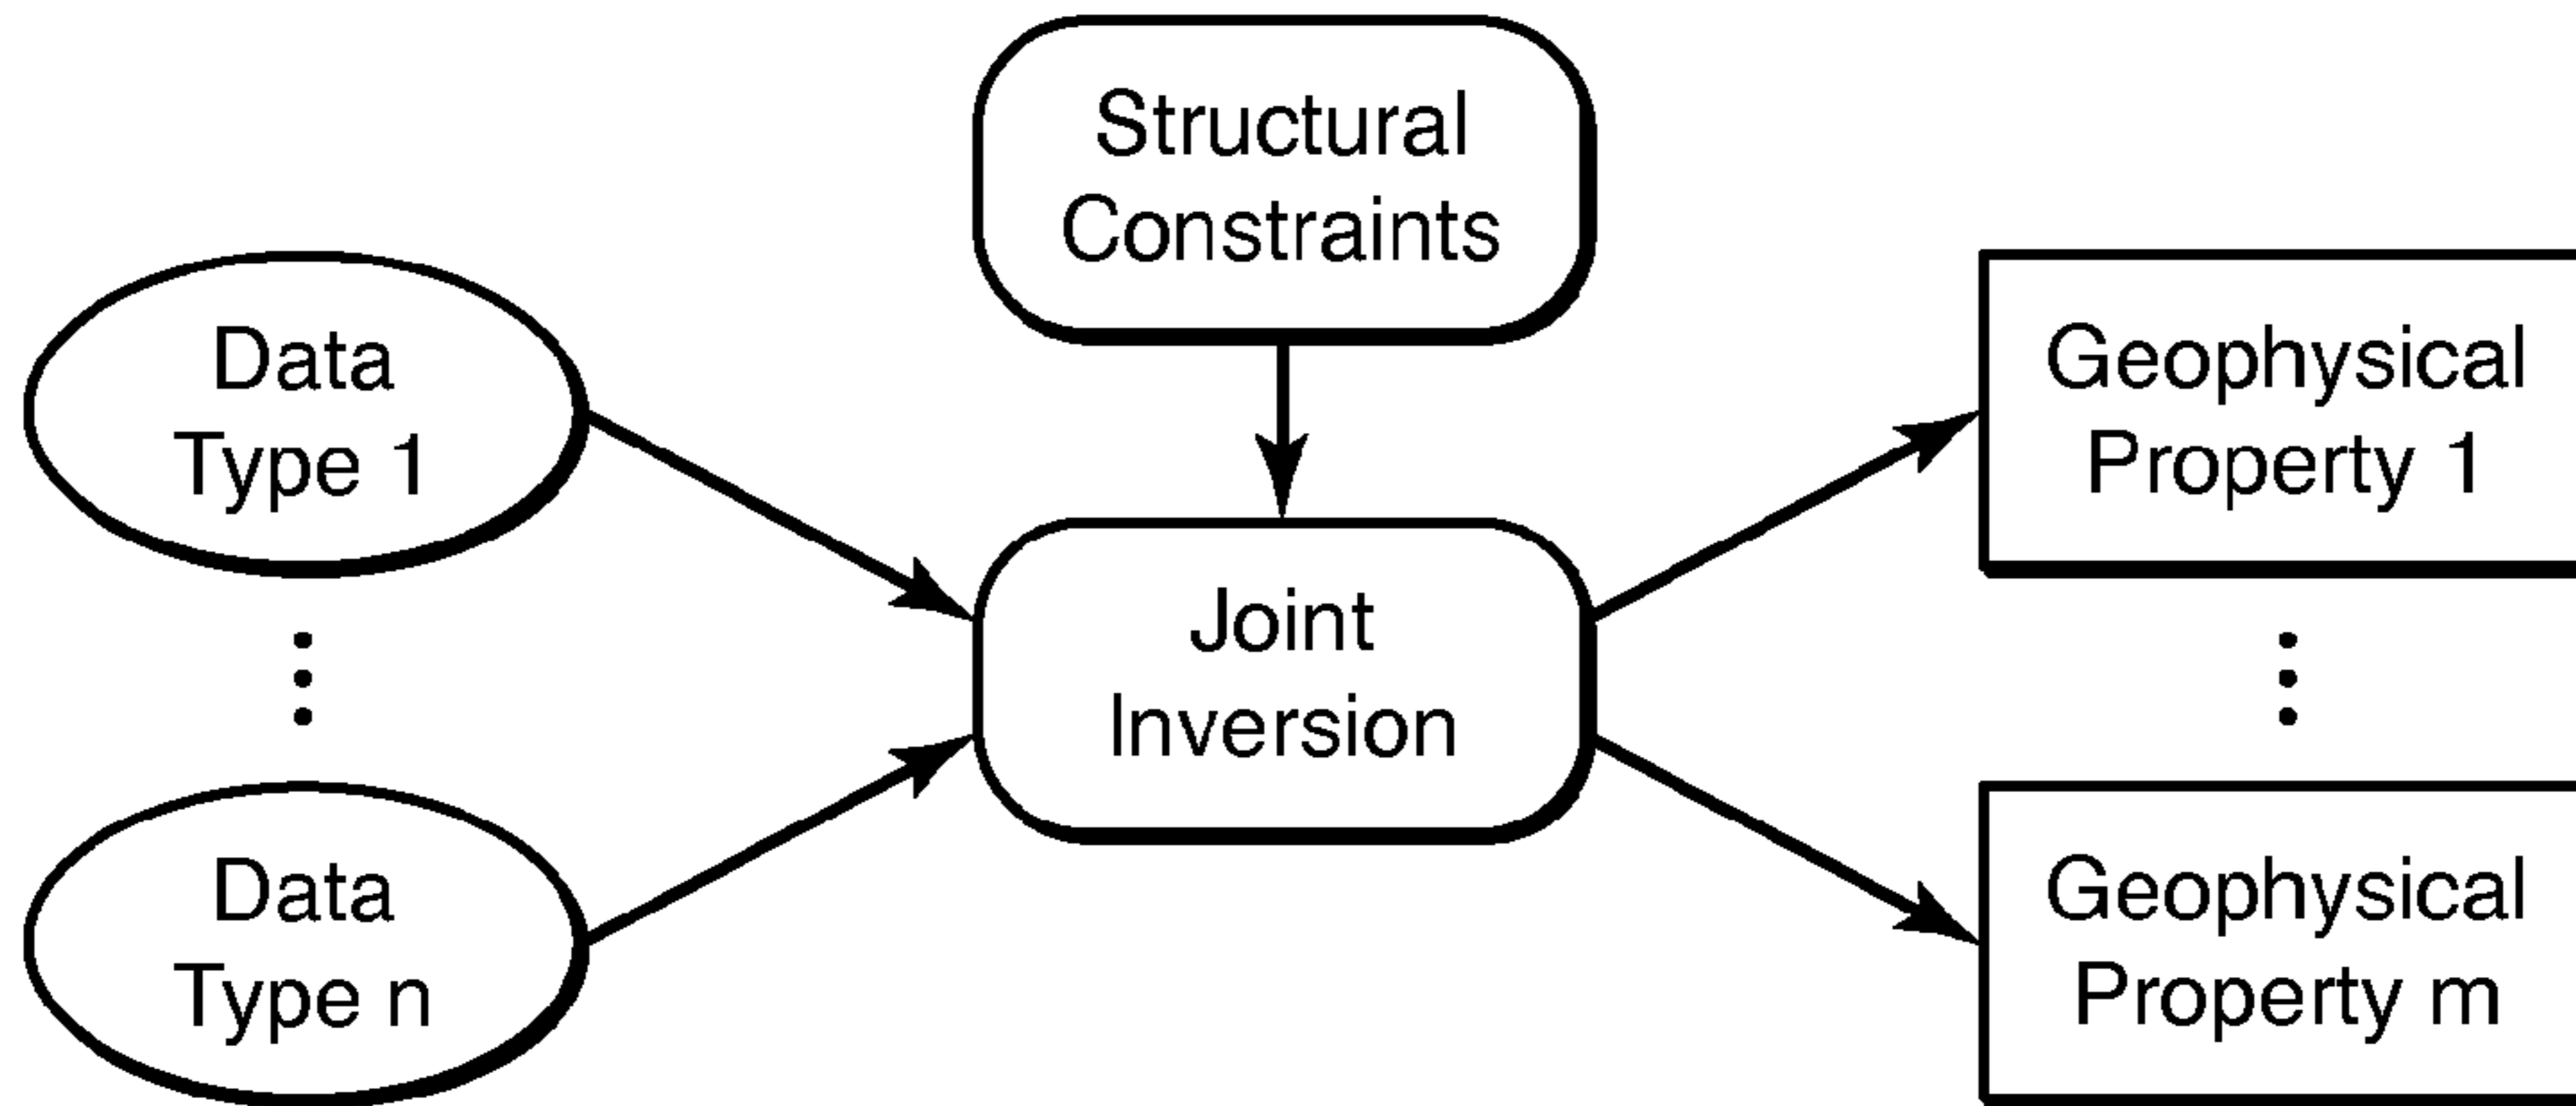 Structural
Constraints
Data
Type 1
Geophysical
Property 1
Joint
Inversion
Data
Type n
Geophysical
Property m